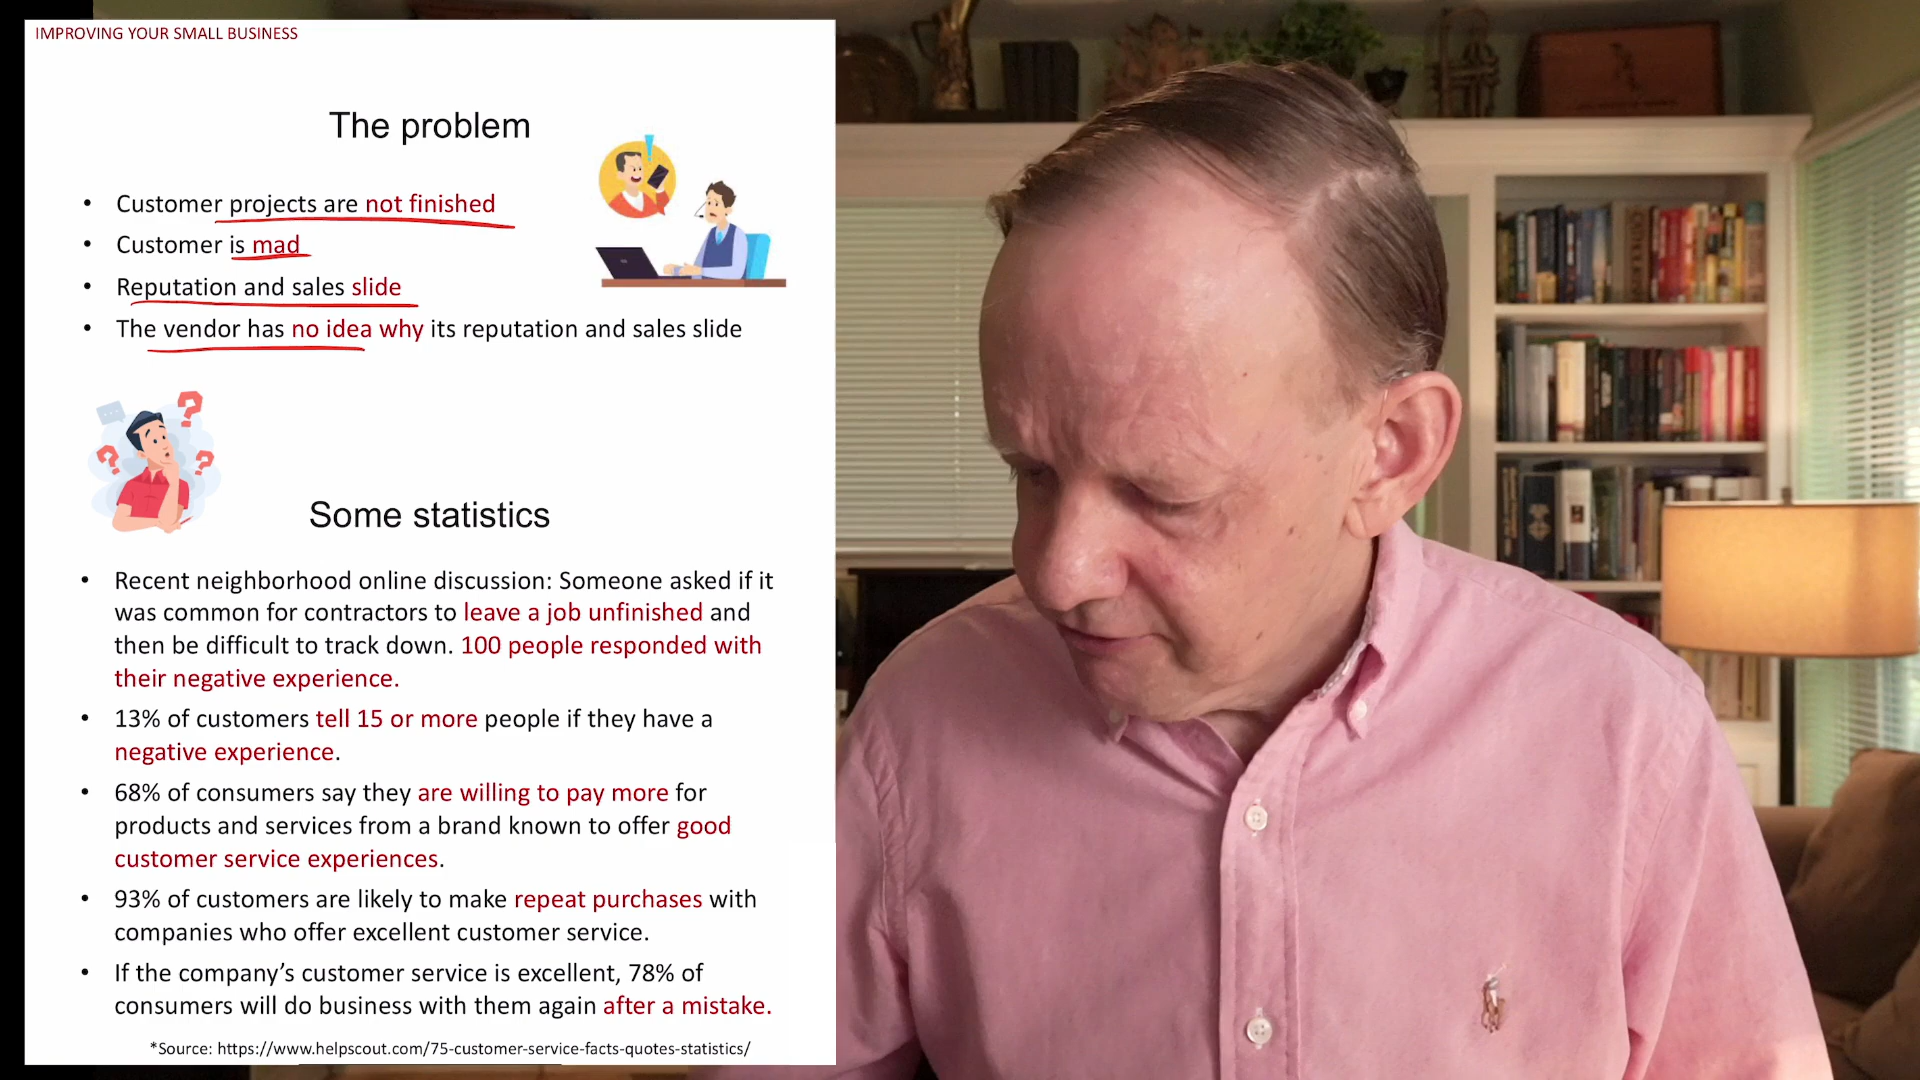 IMPROVING YOUR SMALL BUSINESS
The problem
• Customer projects are not finished
• Customer is mad
• Reputation and sales slide
• The vendor has no idea why its reputation and sales slide
Some statistics
• Recent neighborhood online discussion: Someone asked if it
was common for contractors to leave a job unfinished and
then be difficult to track down. 100 people responded with
their negative experience.
• 13% of customers tell 15 or more people if they have a
negative experience.
• 68% of consumers say they are willing to pay more for
products and services from a brand known to offer good
customer service experiences.
• 93% of customers are likely to make repeat purchases with
companies who offer excellent customer service.
• If the company’s customer service is excellent, 78% of
consumers will do business with them again after a mistake.
*Source: https://www.helpscout.com/75-customer-service-facts-quotes-statistics/